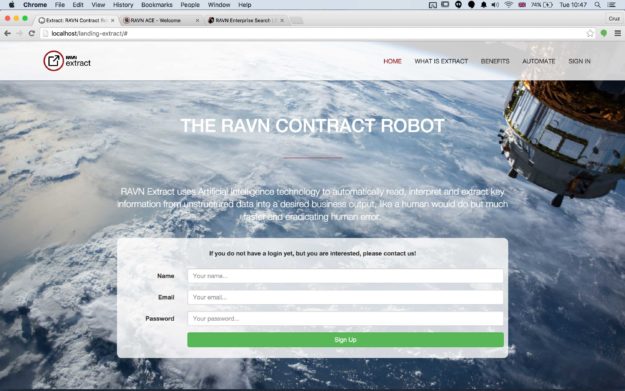 Chrome File Edit View History Bookmarks People Window Help 74% Tue 10:47
Extract: RAVN Contract Ro RAVN ACE - Welcome RAVN Enterprise Search Cruz
localhost/landing-extract/#
RAVN
extract
HOME WHAT IS EXTRACT BENEFITS AUTOMATE SIGN IN
THE RAVN CONTRACT ROBOT
RAVN Extract uses Artificial Intelligence technology to automatically read, interpret and extract key
information from unstructured data into a desired business output, like a human would do but much
faster and eradicating human error.
If you do not have a login yet, but you are interested, please contact us!
Name Your name...
Email Your email...
Password Your password...
Sign Up